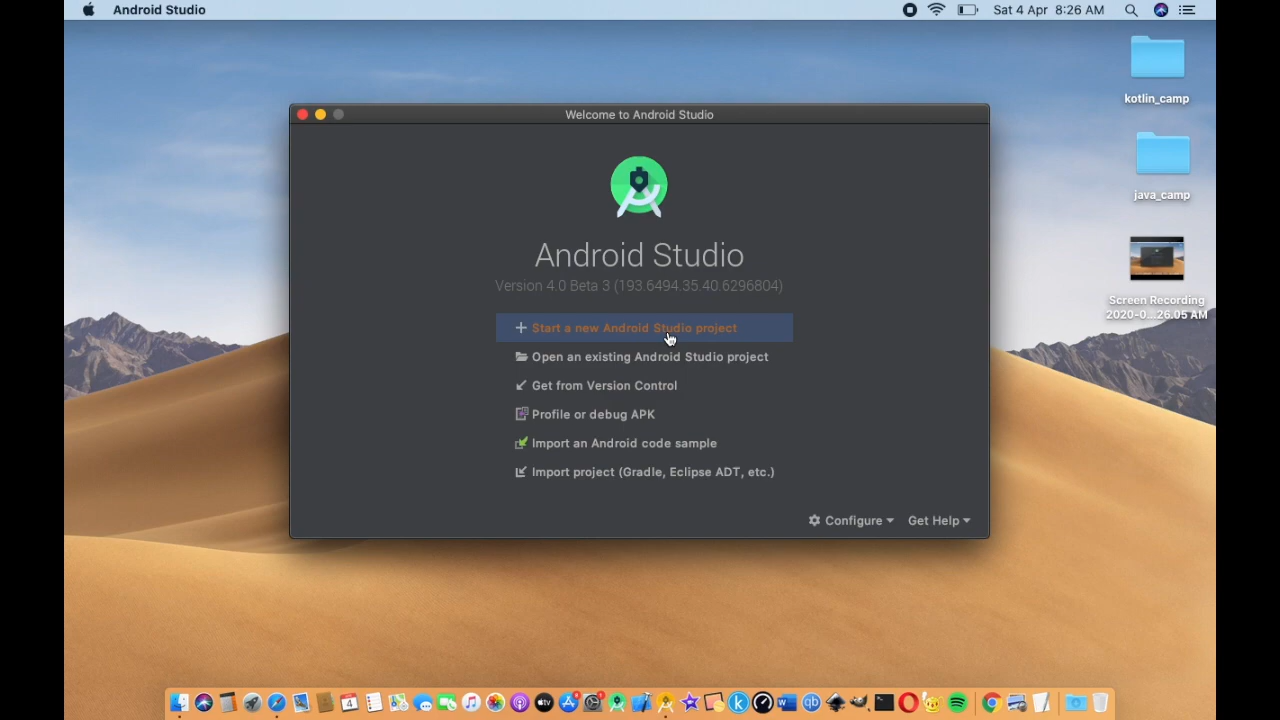 Android Studio
Sat 4 Apr 8:26 AM
kotlin_camp
java_camp
Screen Recording
2020-0...26.05 AM
Welcome to Android Studio
Android Studio
Version 4.0 Beta 3 (193.6494.35.40.6296804)
Start a new Android Studio project
Open an existing Android Studio project
Get from Version Control
Profile or debug APK
Import an Android code sample
Import project (Gradle, Eclipse ADT, etc.)
Configure
Get Help